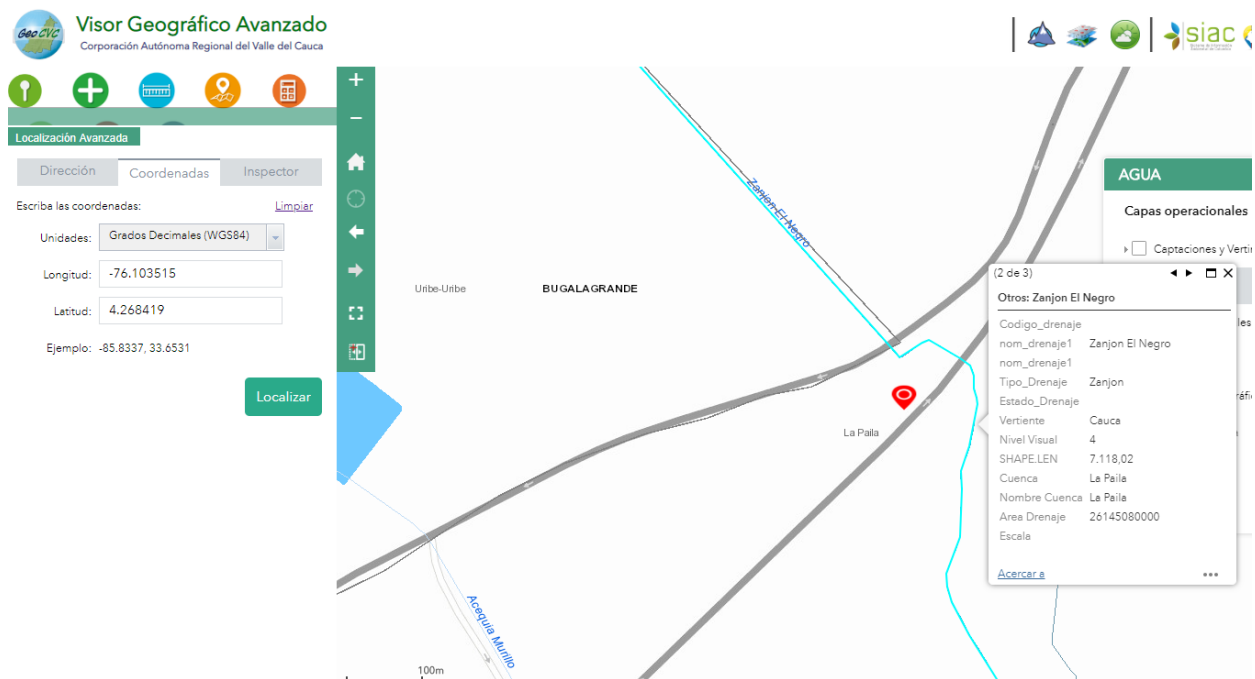 Geo CVC
Visor Geográfico Avanzado
Corporación Autónoma Regional del Valle del Cauca
siac
Localización Avanzada
Dirección
Coordenadas
Inspector
Escriba las coordenadas:
Limpiar
Unidades: Grados Decimales (WGS84)
Longitud: -76.103515
Latitud: 4.268419
Ejemplo: -85.8337, 33.6531
Localizar
Zanjon El Negro
Uribe-Uribe
BUGALAGRANDE
La Paila
Acequia Murillo
100m
AGUA
Capas operacionales
Captaciones y Verti
(2 de 3)
Otros: Zanjon El Negro
Codigo_drenaje
nom_drenaje1 Zanjon El Negro
nom_drenaje1
Tipo_Drenaje Zanjon
Estado_Drenaje
Vertiente Cauca
Nivel Visual 4
SHAPE.LEN 7.118,02
Cuenca La Paila
Nombre Cuenca La Paila
Area Drenaje 26145080000
Escala
Acercar a
les